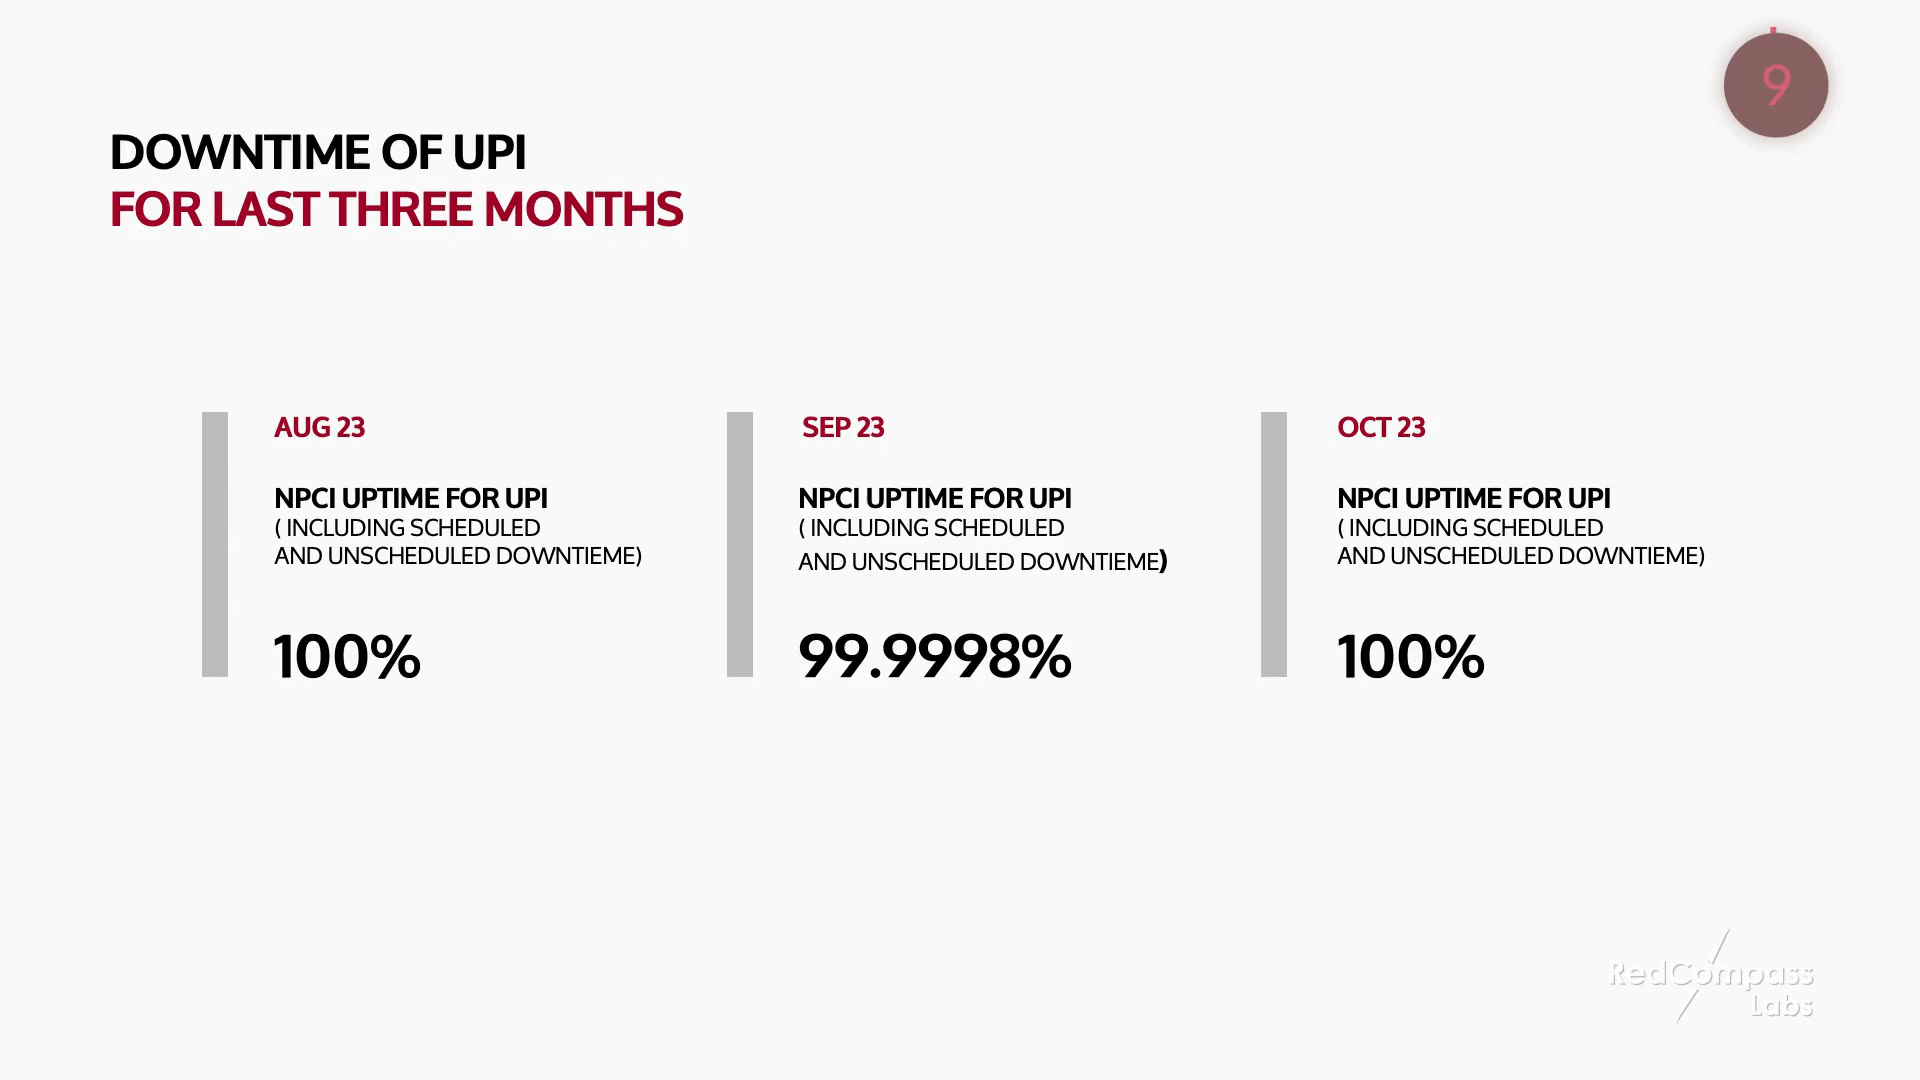 9
DOWNTIME OF UPI
FOR LAST THREE MONTHS
AUG 23
NPCI UPTIME FOR UPI
( INCLUDING SCHEDULED
AND UNSCHEDULED DOWNTIEME)
100%
SEP 23
NPCI UPTIME FOR UPI
( INCLUDING SCHEDULED
AND UNSCHEDULED DOWNTIEME)
99.9998%
OCT 23
NPCI UPTIME FOR UPI
( INCLUDING SCHEDULED
AND UNSCHEDULED DOWNTIEME)
100%
RedCompass
Labs